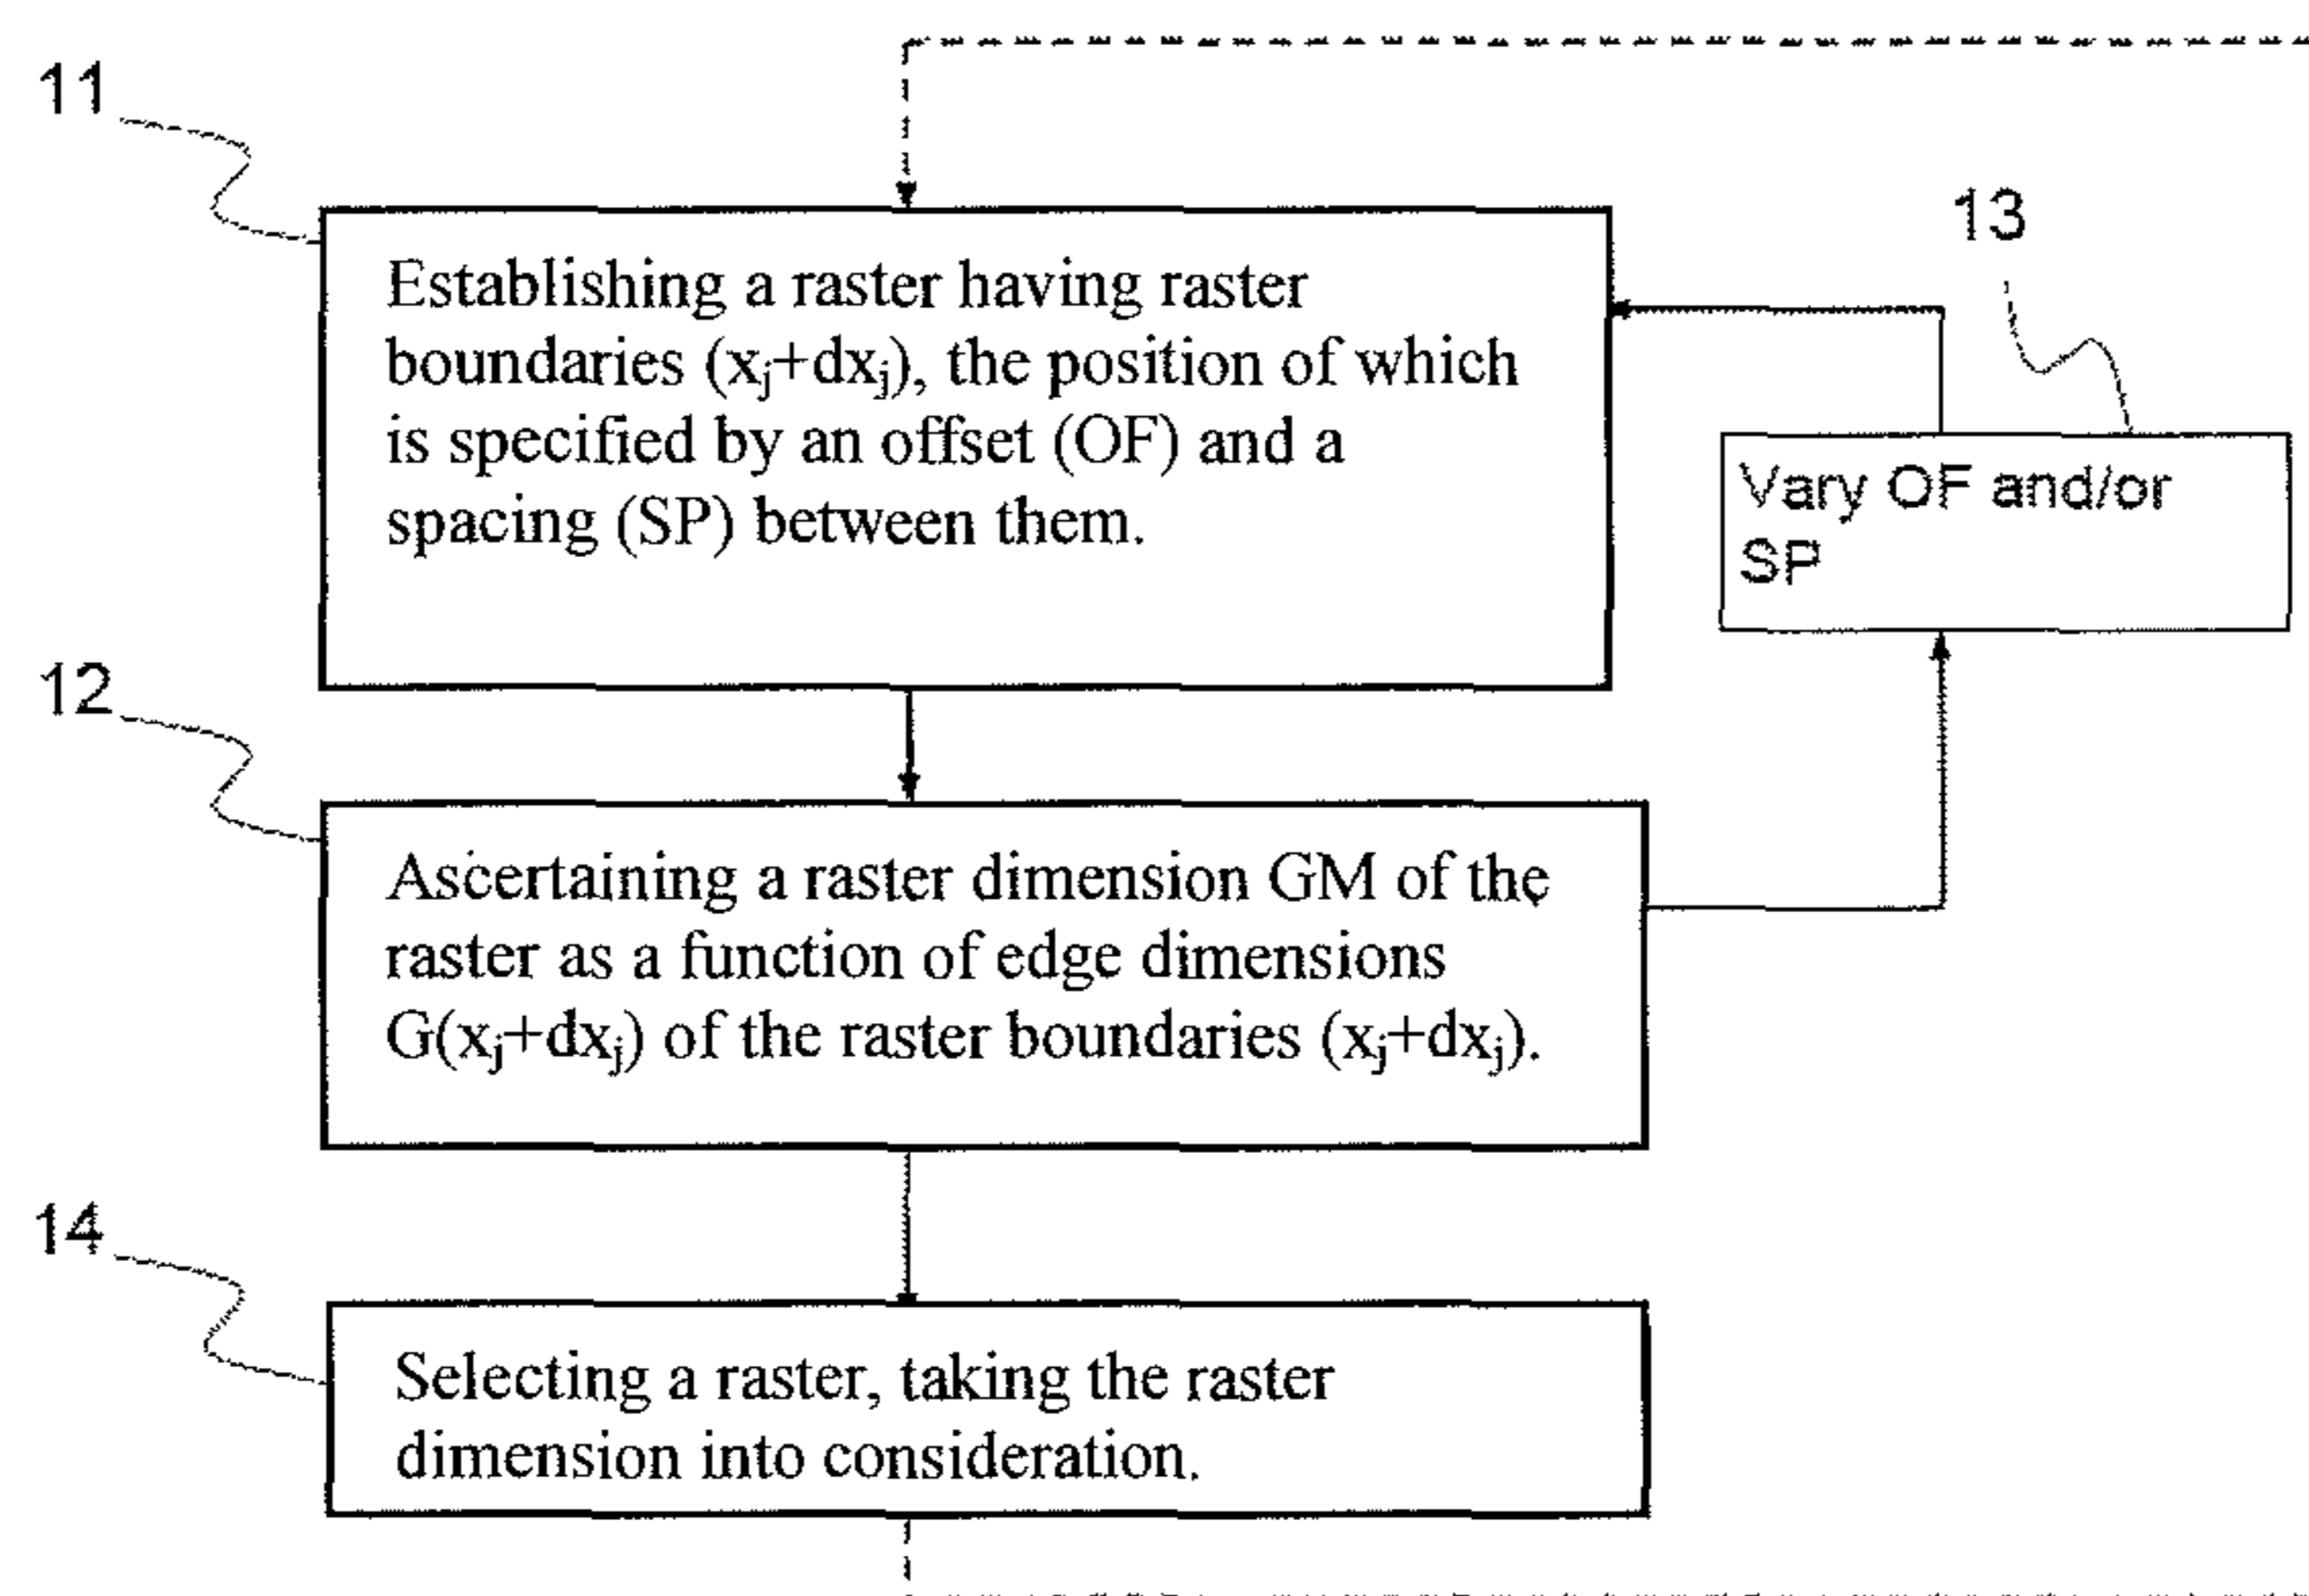 11
Establishing a raster having raster
boundaries (xj+dxj), the position of which
is specified by an offset (OF) and a
spacing (SP) between them.
13
Vary OF and/or
SP
12
Ascertaining a raster dimension GM of the
raster as a function of edge dimensions
G(xj+dxj) of the raster boundaries (xj+dxj).
14
Selecting a raster, taking the raster
dimension into consideration.